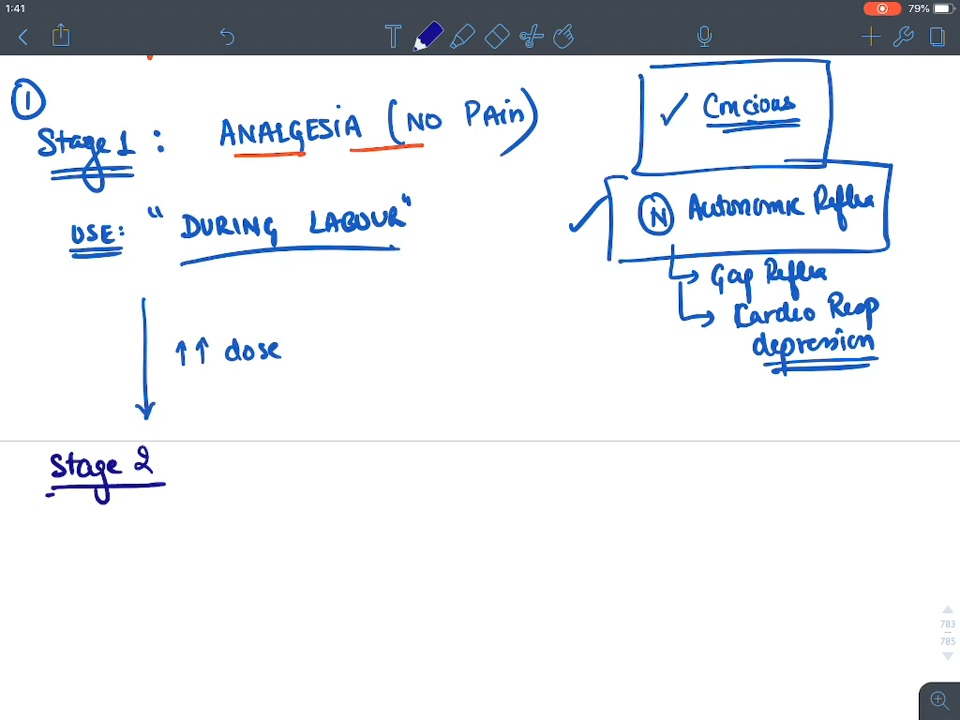 1:41
79%
T
①
Stage 1 : ANALGESIA (NO PAin)
✓ Concious
USE: "DURING LABOUR"
✓ Ⓝ Autonomic Reflex
→ Gag Reflex
→ Cardeo Resp
depression
↑↑ dose
Stage 2
783
785